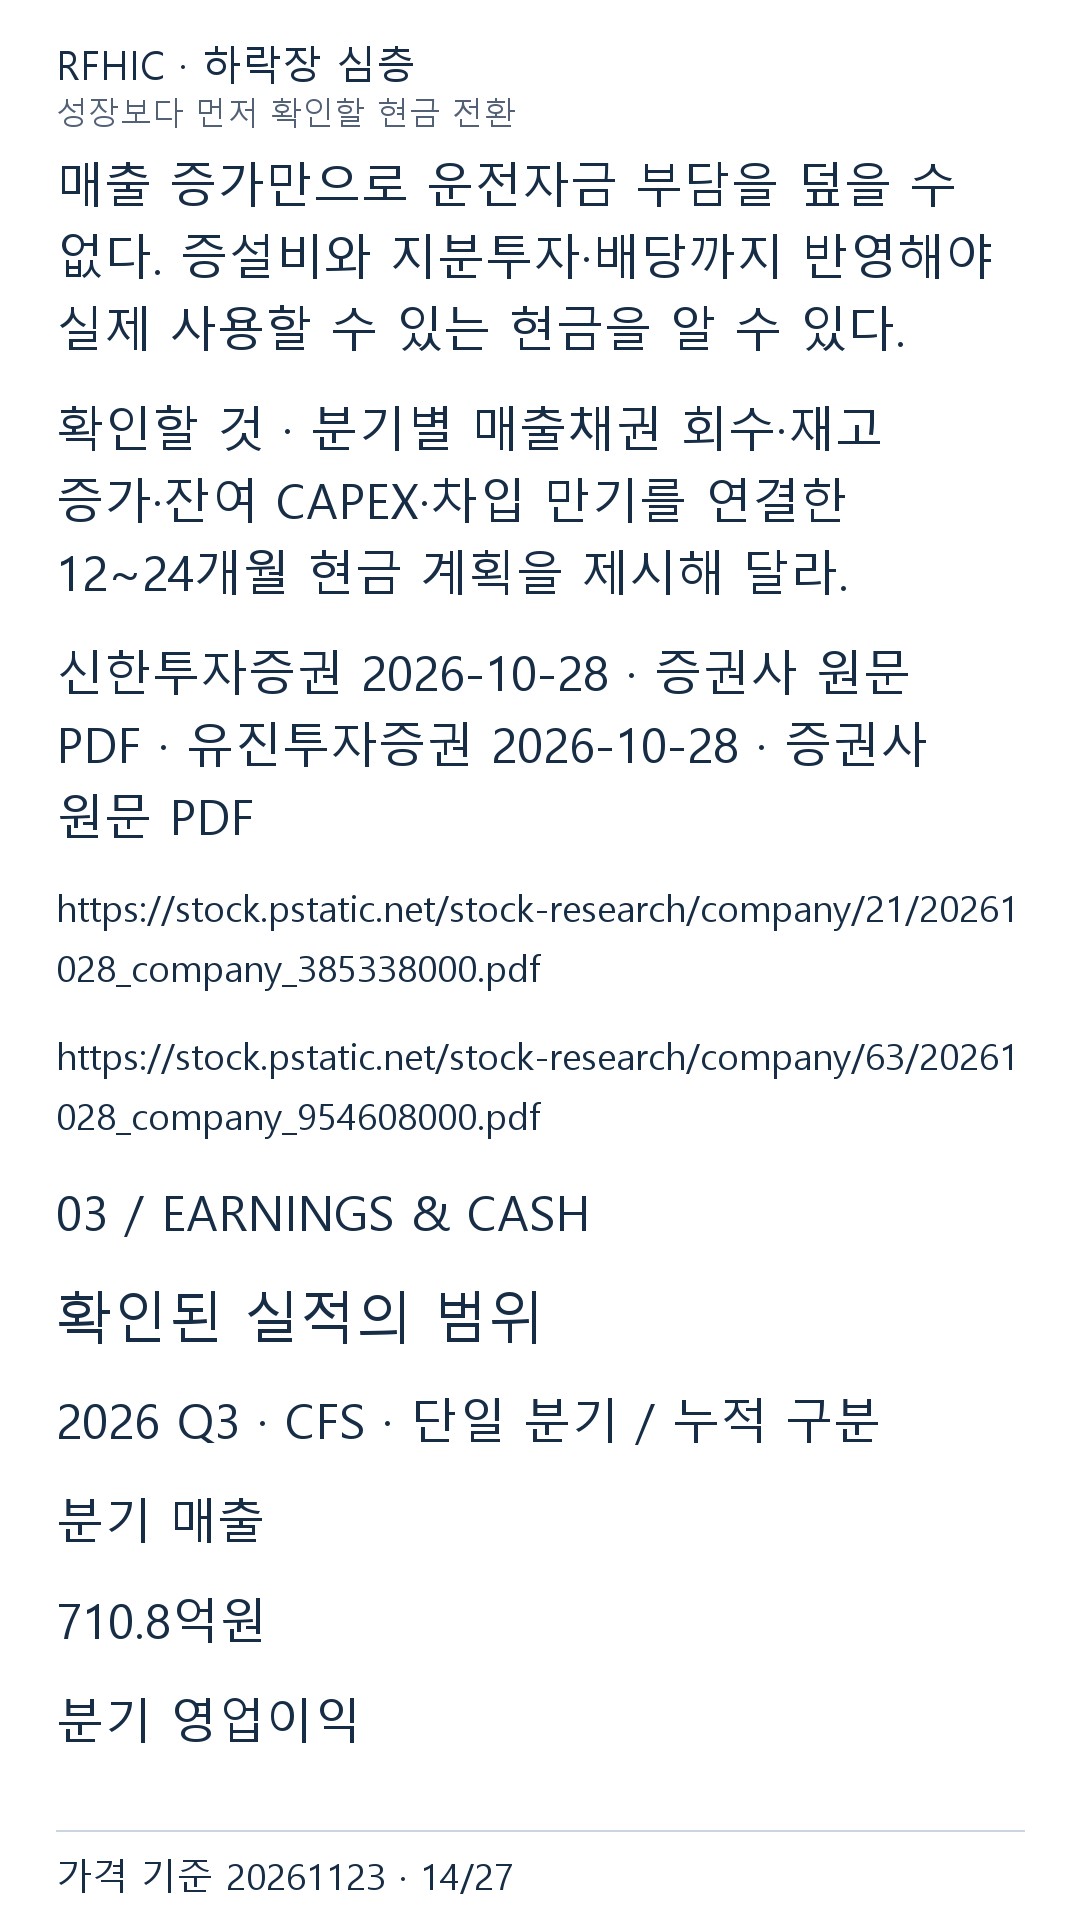 RFHIC · 하락장 심층
성장보다 먼저 확인할 현금 전환
매출 증가만으로 운전자금 부담을 덮을 수
없다. 증설비와 지분투자·배당까지 반영해야
실제 사용할 수 있는 현금을 알 수 있다.
확인할 것 · 분기별 매출채권 회수·재고
증가·잔여 CAPEX·차입 만기를 연결한
12~24개월 현금 계획을 제시해 달라.
신한투자증권 2026-10-28 · 증권사 원문
PDF · 유진투자증권 2026-10-28 · 증권사
원문 PDF
https://stock.pstatic.net/stock-research/company/21/20261
028_company_385338000.pdf
https://stock.pstatic.net/stock-research/company/63/20261
028_company_954608000.pdf
03 / EARNINGS & CASH
확인된 실적의 범위
2026 Q3 · CFS · 단일 분기 / 누적 구분
분기 매출
710.8억원
분기 영업이익
가격 기준 20261123 · 14/27